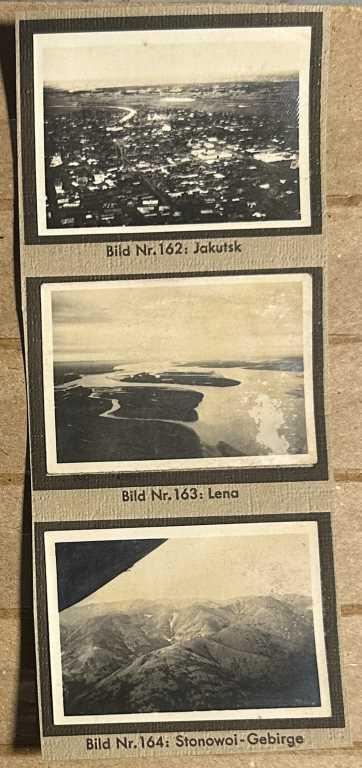 Bild Nr. 162: Jakutsk
Bild Nr. 163: Lena
Bild Nr. 164: Stonowoi-Gebirge